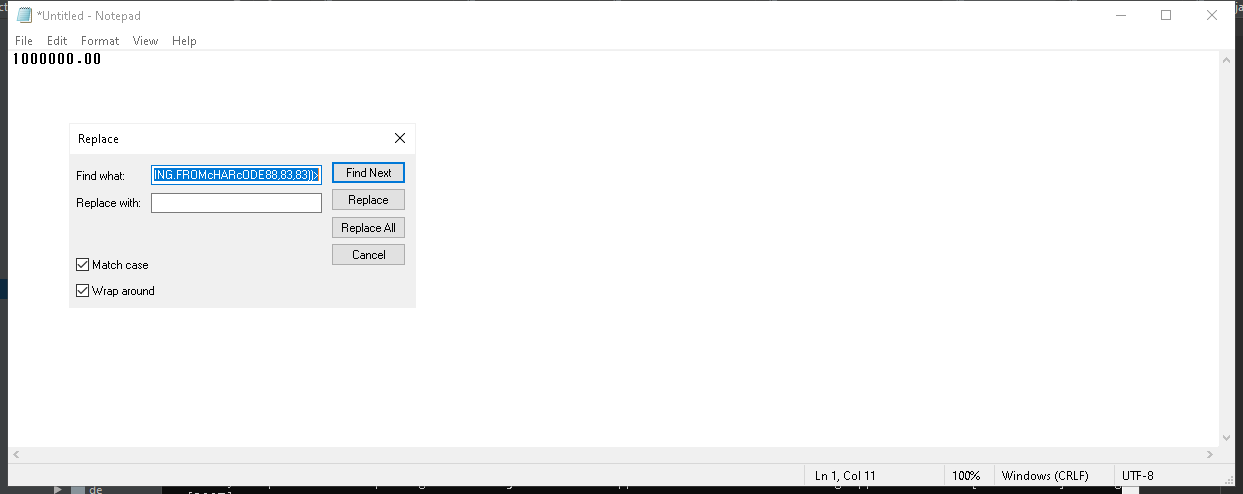 *Untitled - Notepad
File Edit Format View Help
1000000.00
Replace
Find what: ING.FROMcHARcODE88,83,83))> Find Next
Replace with: Replace
Replace All
Cancel
Match case
Wrap around
Ln 1, Col 11 100% Windows (CRLF) UTF-8
de